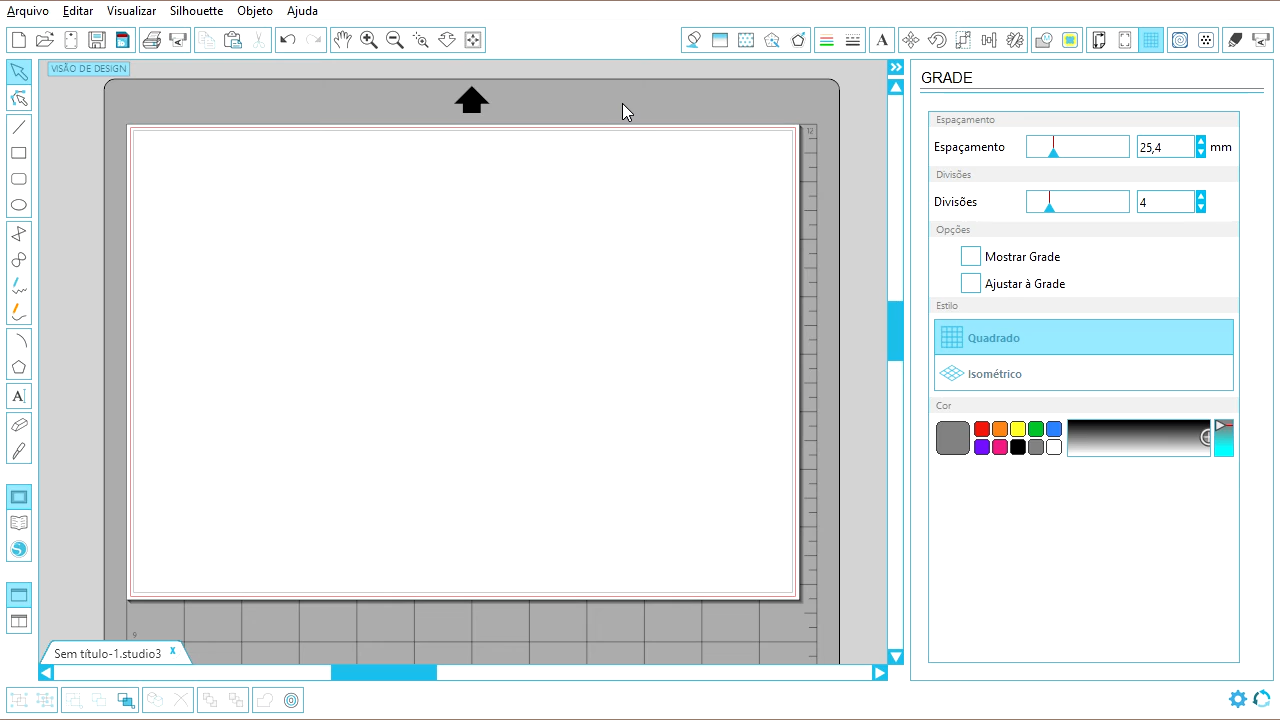 Arquivo Editar Visualizar Silhouette Objeto Ajuda
VISÃO DE DESIGN
12
9
Sem título-1.studio3 x
GRADE
Espaçamento
Espaçamento 25,4 mm
Divisões
Divisões 4
Opções
Mostrar Grade
Ajustar à Grade
Estilo
Quadrado
Isométrico
Cor